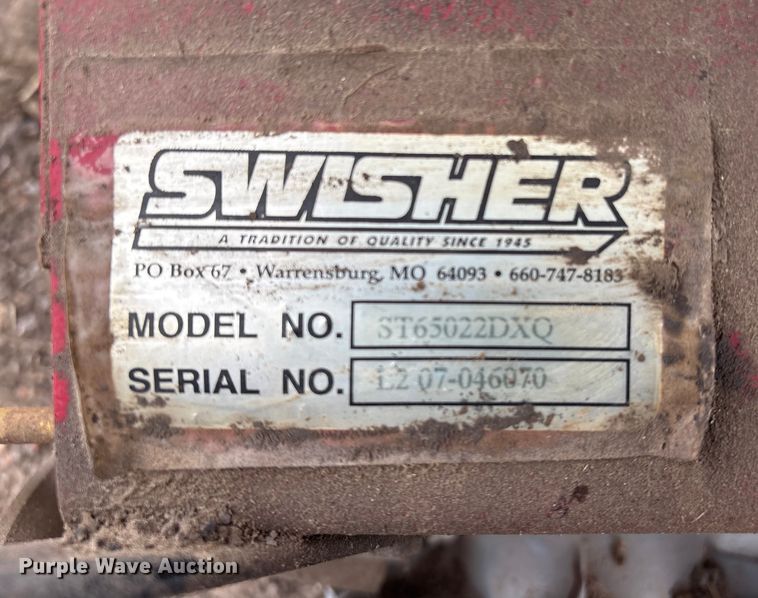 SWISHER
A TRADITION OF QUALITY SINCE 1945
PO Box 67 • Warrensburg, MO 64093 • 660-747-8183
MODEL NO. ST65022DXQ
SERIAL NO. L2 07-046070
Purple Wave Auction®